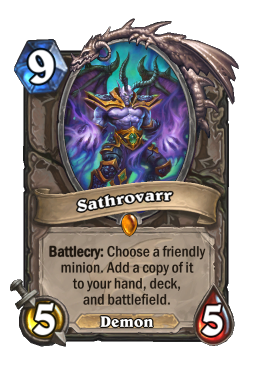 9
Sathrovarr
Battlecry: Choose a friendly
minion. Add a copy of it
to your hand, deck,
and battlefield.
5
Demon
5